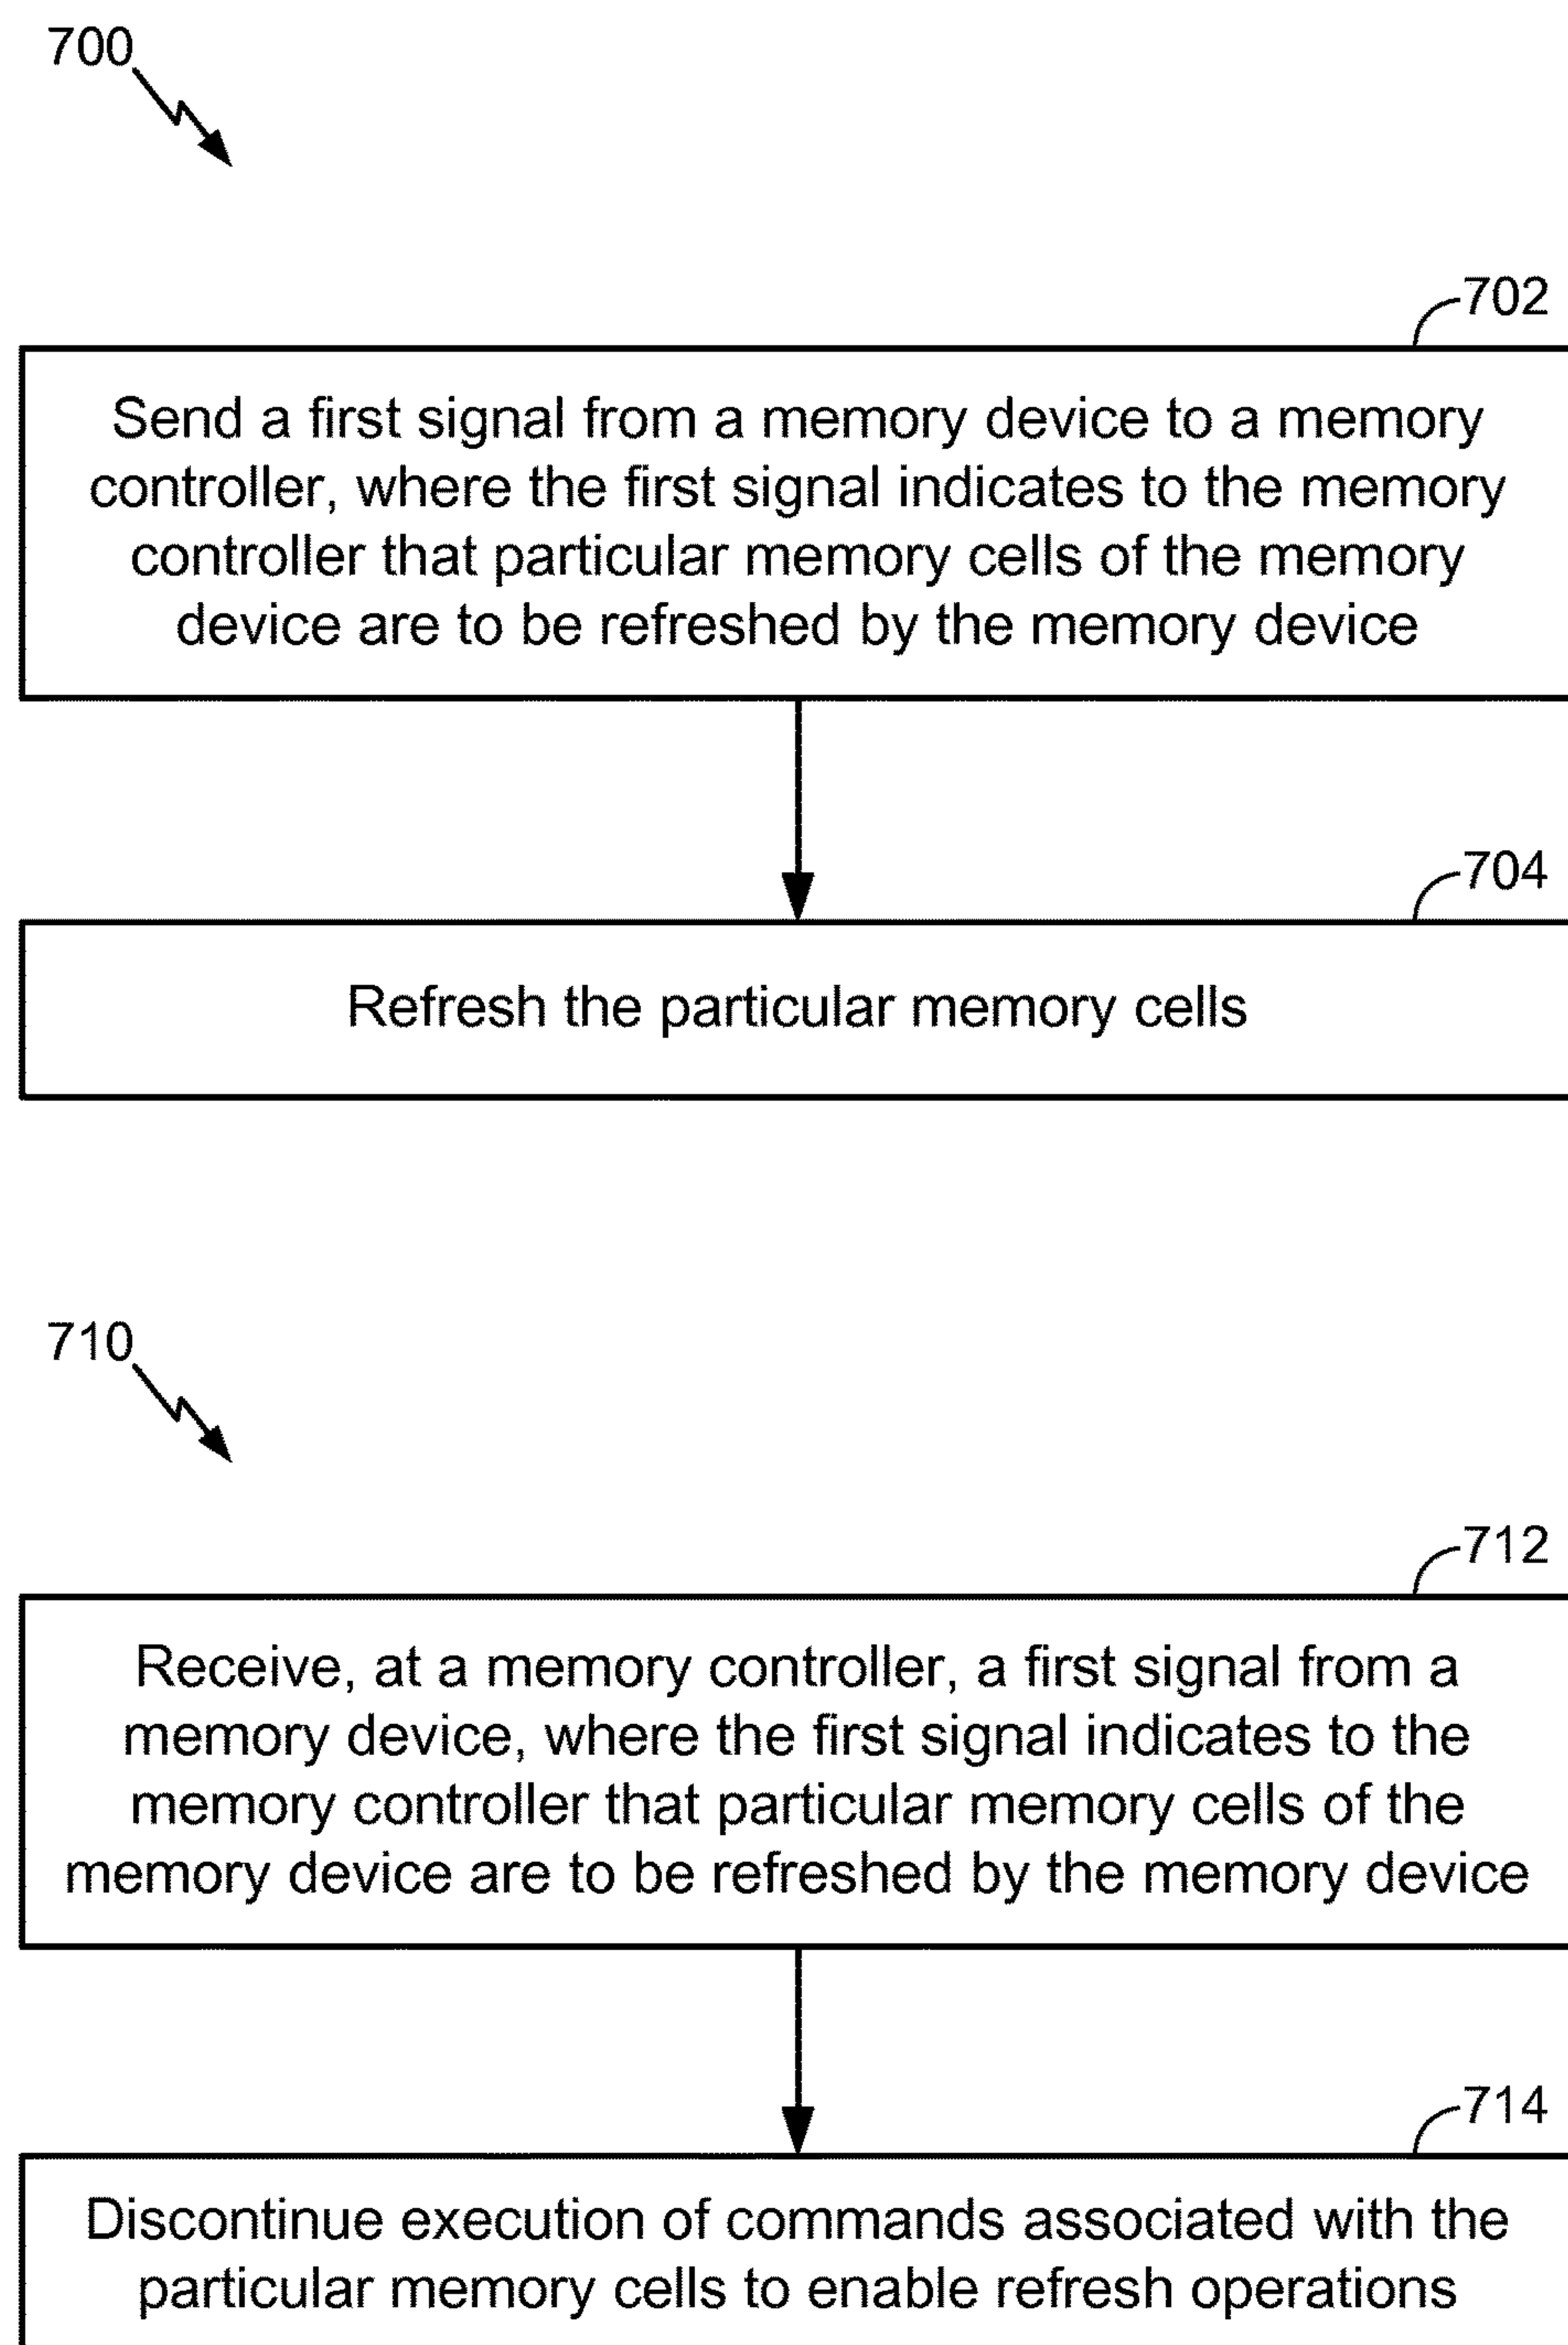 700
702
Send a first signal from a memory device to a memory
controller, where the first signal indicates to the memory
controller that particular memory cells of the memory
device are to be refreshed by the memory device
704
Refresh the particular memory cells
710
712
Receive, at a memory controller, a first signal from a
memory device, where the first signal indicates to the
memory controller that particular memory cells of the
memory device are to be refreshed by the memory device
714
Discontinue execution of commands associated with the
particular memory cells to enable refresh operations